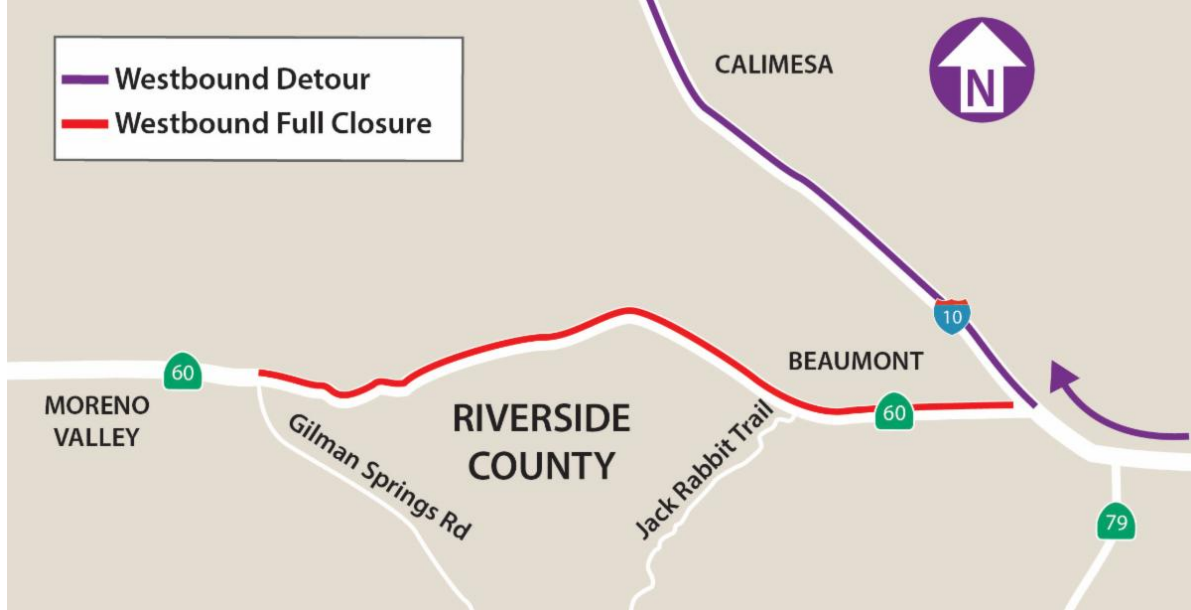 Westbound Detour
Westbound Full Closure
CALIMESA
N
10
BEAUMONT
60
MORENO
VALLEY
60
Gilman Springs Rd
RIVERSIDE
COUNTY
Jack Rabbit Trail
79